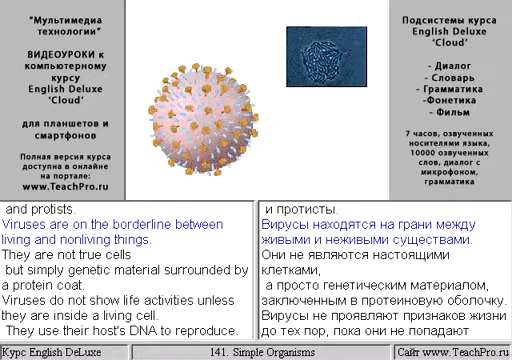 "Мультимедиа
технологии"
ВИДЕОУРОКИ к
компьютерному
курсу
English Deluxe
'Cloud'
для планшетов и
смартфонов
Полная версия курса
доступна в онлайне
на портале:
www.TeachPro.ru
Подсистемы курса
English Deluxe
'Cloud'
- Диалог
- Словарь
- Грамматика
-Фонетика
- Фильм
7 часов, озвученных
носителями языка,
10000 озвученных
слов, диалог с
микрофоном,
грамматика
and protists.
Viruses are on the borderline between
living and nonliving things.
They are not true cells
but simply genetic material surrounded by
a protein coat.
Viruses do not show life activities unless
they are inside a living cell.
They use their host's DNA to reproduce.
и протисты.
Вирусы находятся на грани между
живыми и неживыми существами.
Они не являются настоящими
клетками,
а просто генетическим материалом,
заключенным в протеиновую оболочку.
Вирусы не проявляют признаков жизни
до тех пор, пока они не попадают
Курс English DeLuxe
141. Simple Organisms
Сайт www.TeachPro.ru